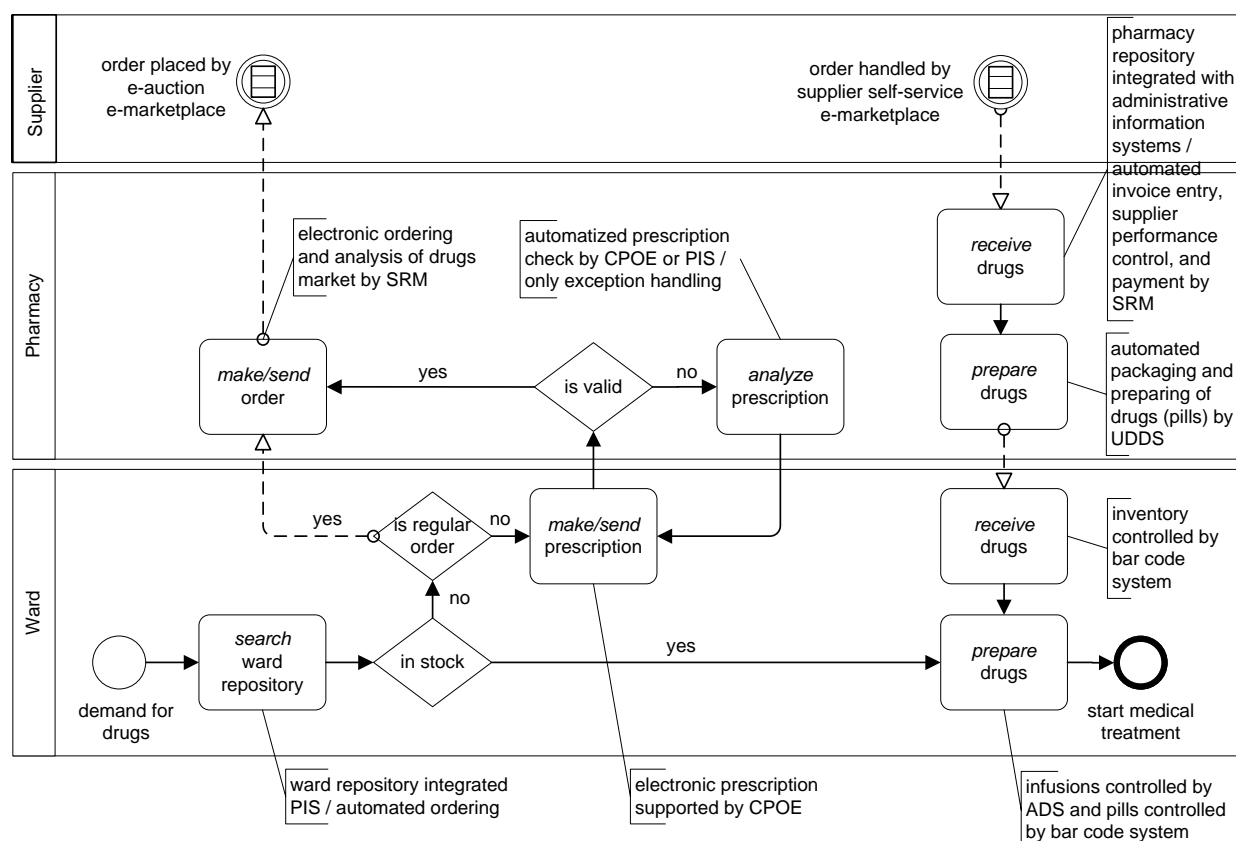 Supplier
order placed by
e-auction
e-marketplace
order handled by
supplier self-service
e-marketplace
pharmacy
repository
integrated with
administrative
information
systems /
automated
invoice entry,
supplier
performance
control, and
payment by
SRM
Pharmacy
electronic ordering
and analysis of drugs
market by SRM
automatized prescription
check by CPOE or PIS /
only exception handling
receive
drugs
make/send
order
yes
is valid
no
analyze
prescription
prepare
drugs
automated
packaging and
preparing of
drugs (pills) by
UDDS
Ward
yes
is regular
order
no
make/send
prescription
receive
drugs
inventory
controlled by
bar code
system
no
search
ward
repository
in stock
yes
prepare
drugs
demand for
drugs
start medical
treatment
ward repository integrated
PIS / automated ordering
electronic prescription
supported by CPOE
infusions controlled by
ADS and pills controlled
by bar code system